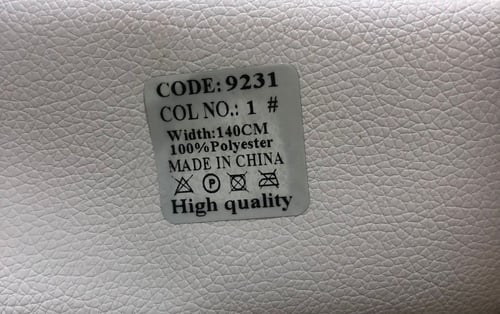 CODE: 9231
COL NO.: 1 #
Width:140CM
100%Polyester
MADE IN CHINA
P
High quality